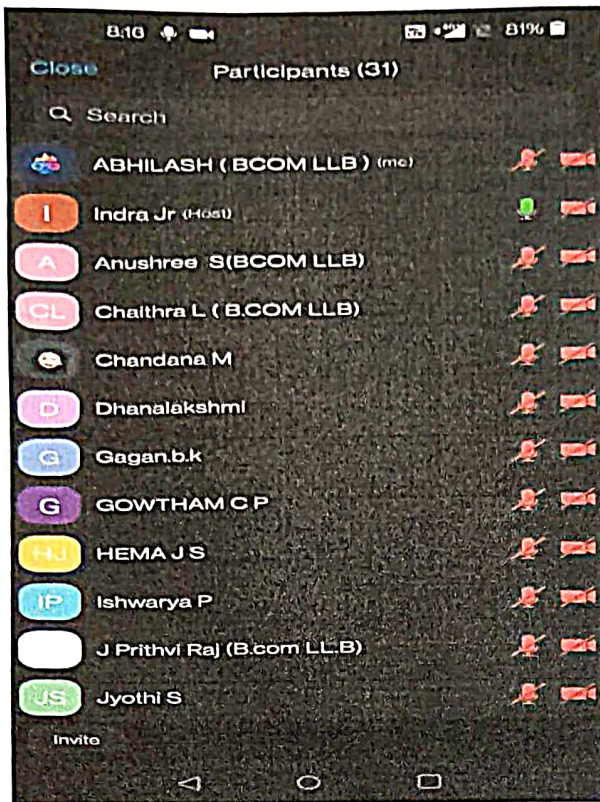 8:16 81%
Close Participants (31)
Search
ABHILASH ( BCOM LLB ) (me)
I Indra Jr (Host)
A Anushree S(BCOM LLB)
CL Chaithra L ( B.COM LLB)
Chandana M
D Dhanalakshmi
G Gagan.b.k
G GOWTHAM C P
HJ HEMA J S
IP Ishwarya P
J Prithvi Raj (B.com LL.B)
JS Jyothi S
Invite